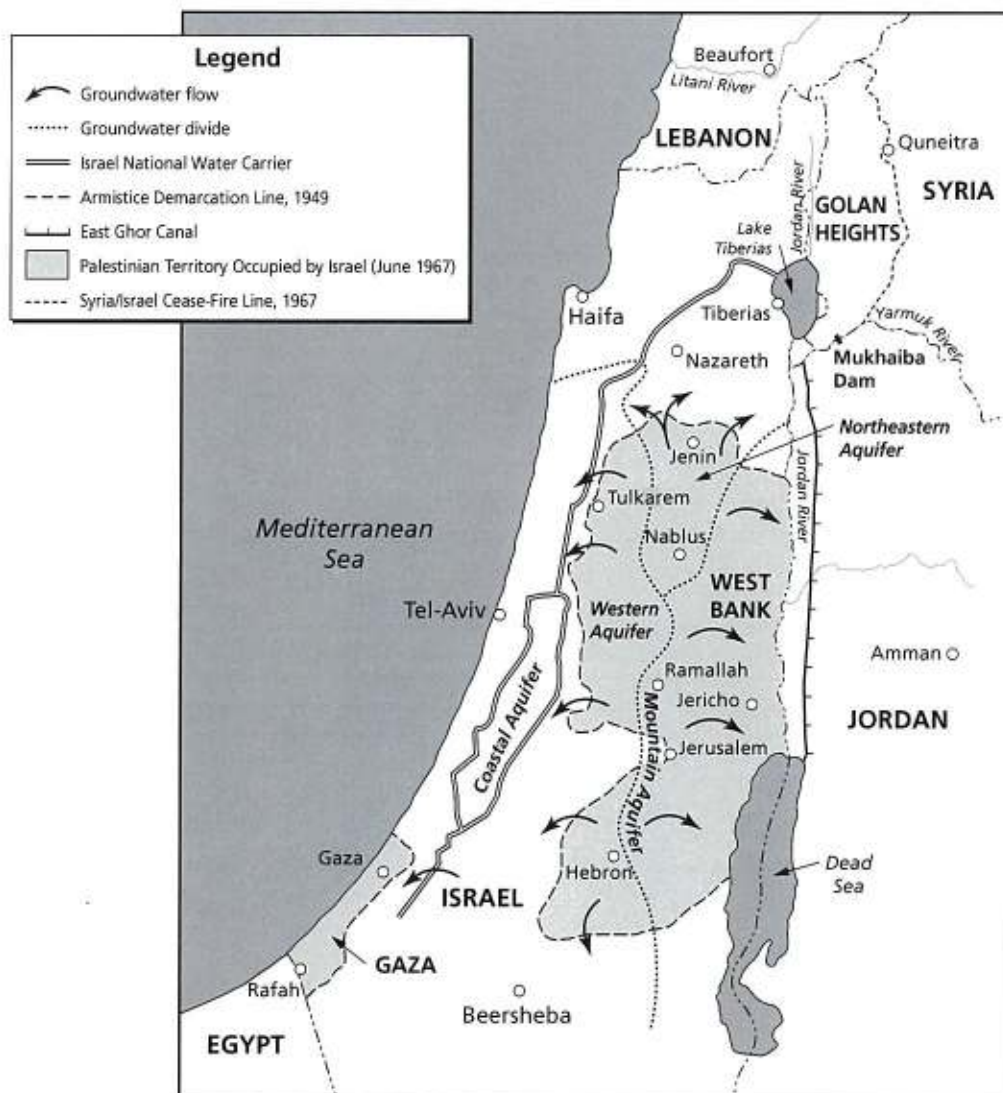 Legend
Groundwater flow
Groundwater divide
Israel National Water Carrier
Armistice Demarcation Line, 1949
East Ghor Canal
Palestinian Territory Occupied by Israel (June 1967)
Syria/Israel Cease-Fire Line, 1967
Beaufort
Litani River
LEBANON
Quneitra
SYRIA
Jordan River
GOLAN
HEIGHTS
Lake
Tiberias
Haifa
Tiberias
Yarmuk River
Nazareth
Mukhaiba
Dam
Northeastern
Aquifer
Jenin
Jordan River
Tulkarem
Mediterranean
Sea
Nablus
WEST
BANK
Tel-Aviv
Western
Aquifer
Amman
Ramallah
Jericho
Coastal Aquifer
Mountain Aquifer
JORDAN
Jerusalem
Gaza
Hebron
Dead
Sea
ISRAEL
GAZA
Rafah
Beersheba
EGYPT